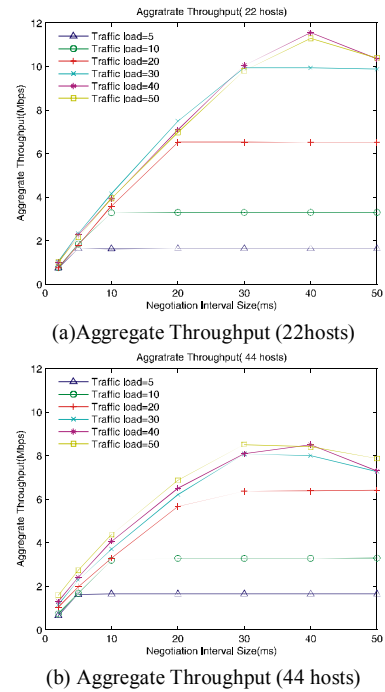 Aggratrate Throughput( 22 hosts)
Aggregrate Throughput(Mbps)
12
10
8
6
4
2
0
Traffic load=5
Traffic load=10
Traffic load=20
Traffic load=30
Traffic load=40
Traffic load=50
0 10 20 30 40 50
Negotiation Interval Size(ms)
(a)Aggregate Throughput (22hosts)
Aggratrate Throughput( 44 hosts)
Aggregrate Throughput(Mbps)
12
10
8
6
4
2
0
Traffic load=5
Traffic load=10
Traffic load=20
Traffic load=30
Traffic load=40
Traffic load=50
0 10 20 30 40 50
Negotiation Interval Size(ms)
(b) Aggregate Throughput (44 hosts)